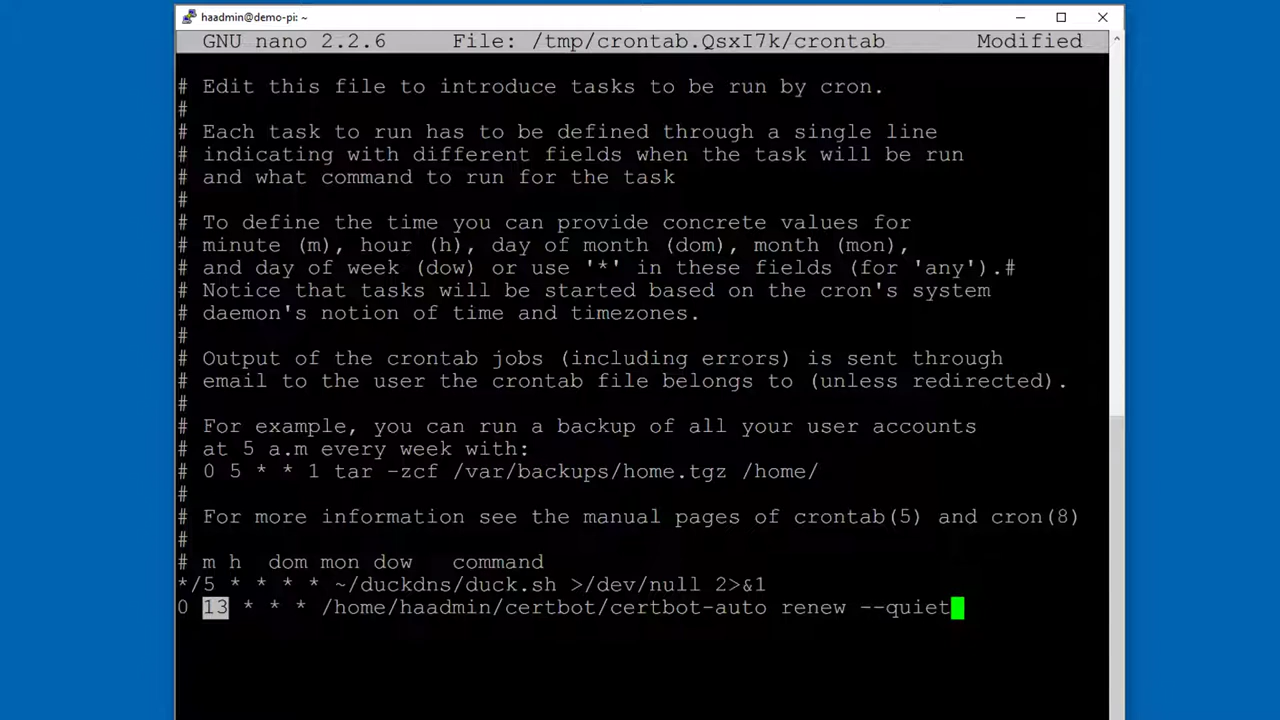 haadmin@demo-pi: ~
GNU nano 2.2.6 File: /tmp/crontab.QsxI7k/crontab Modified
# Edit this file to introduce tasks to be run by cron.
#
# Each task to run has to be defined through a single line
# indicating with different fields when the task will be run
# and what command to run for the task
#
# To define the time you can provide concrete values for
# minute (m), hour (h), day of month (dom), month (mon),
# and day of week (dow) or use '*' in these fields (for 'any').#
# Notice that tasks will be started based on the cron's system
# daemon's notion of time and timezones.
#
# Output of the crontab jobs (including errors) is sent through
# email to the user the crontab file belongs to (unless redirected).
#
# For example, you can run a backup of all your user accounts
# at 5 a.m every week with:
# 0 5 * * 1 tar -zcf /var/backups/home.tgz /home/
#
# For more information see the manual pages of crontab(5) and cron(8)
#
# m h  dom mon dow   command
*/5 * * * * ~/duckdns/duck.sh >/dev/null 2>&1
0 13 * * * /home/haadmin/certbot/certbot-auto renew --quiet